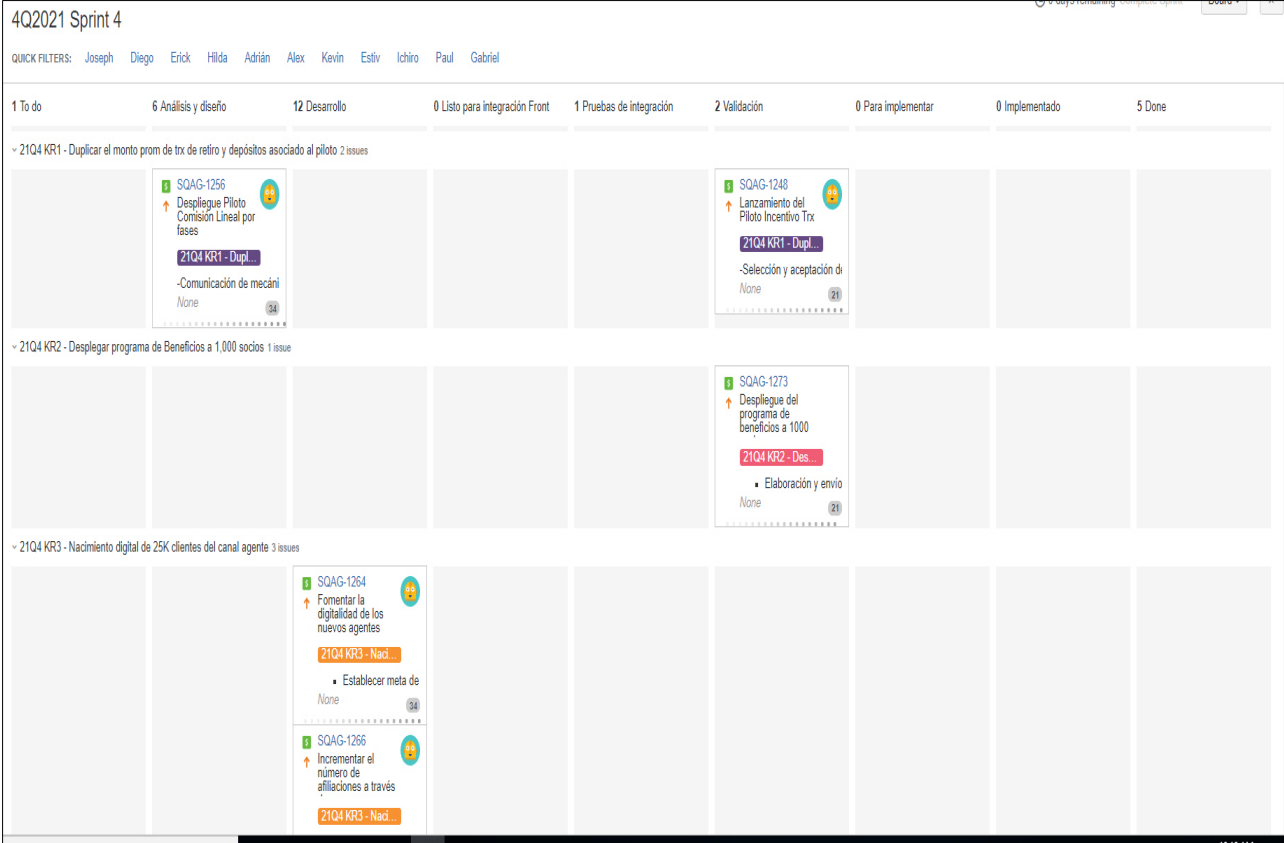 4Q2021 Sprint 4
days remaining Complete Sprint
Board
QUICK FILTERS: Joseph Diego Erick Hilda Adrián Alex Kevin Estiv Ichiro Paul Gabriel
1 To do 6 Análisis y diseño 12 Desarrollo 0 Listo para integración Front 1 Pruebas de integración 2 Validación 0 Para implementar 0 Implementado 5 Done
21Q4 KR1 - Duplicar el monto prom de trx de retiro y depósitos asociado al piloto 2 issues
SQAG-1256
Despliegue Piloto
Comisión Lineal por
fases
21Q4 KR1 - Dupl...
-Comunicación de mecáni
None
34
SQAG-1248
Lanzamiento del
Piloto Incentivo Trx
21Q4 KR1 - Dupl...
-Selección y aceptación de
None
21
21Q4 KR2 - Desplegar programa de Beneficios a 1,000 socios 1 issue
SQAG-1273
Despliegue del
programa de
beneficios a 1000
21Q4 KR2 - Des...
▪ Elaboración y envío
None
21
21Q4 KR3 - Nacimiento digital de 25K clientes del canal agente 3 issues
SQAG-1264
Fomentar la
digitalidad de los
nuevos agentes
21Q4 KR3 - Naci...
▪ Establecer meta de
None
34
SQAG-1266
Incrementar el
número de
afiliaciones a través
21Q4 KR3 - Naci...